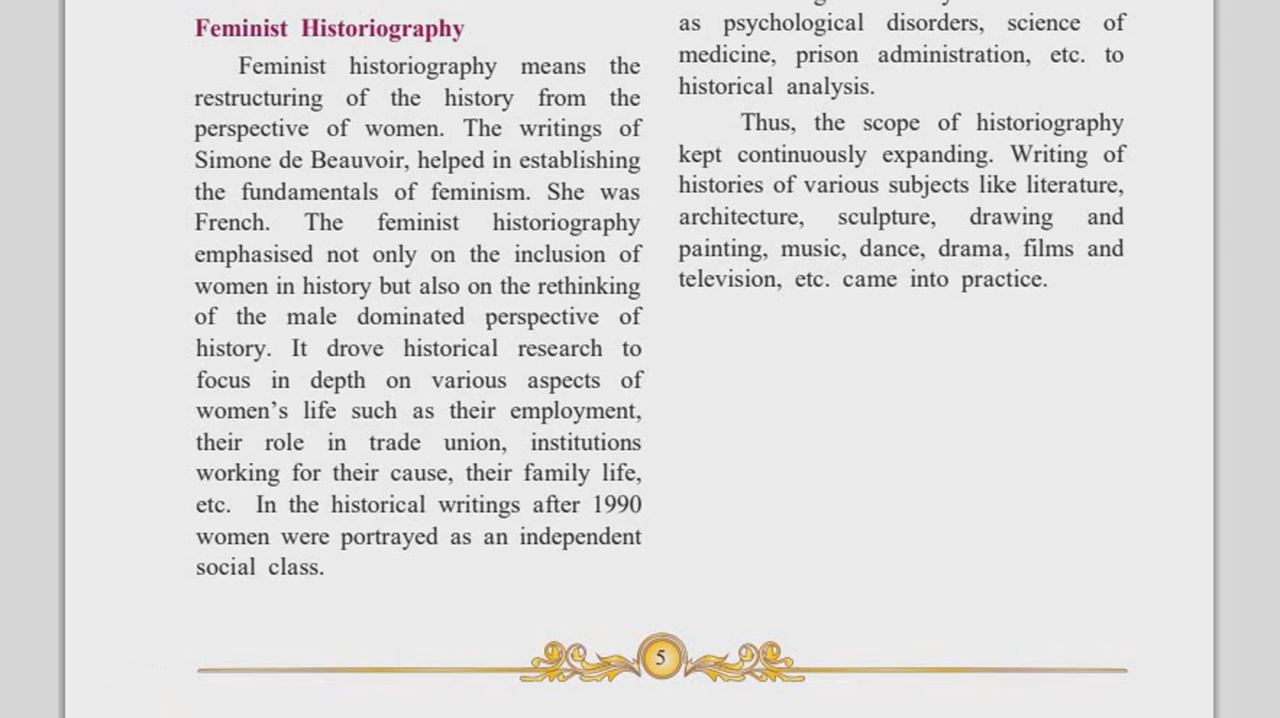 Feminist Historiography
Feminist historiography means the
restructuring of the history from the
perspective of women. The writings of
Simone de Beauvoir, helped in establishing
the fundamentals of feminism. She was
French. The feminist historiography
emphasised not only on the inclusion of
women in history but also on the rethinking
of the male dominated perspective of
history. It drove historical research to
focus in depth on various aspects of
women's life such as their employment,
their role in trade union, institutions
working for their cause, their family life,
etc. In the historical writings after 1990
women were portrayed as an independent
social class.
as psychological disorders, science of
medicine, prison administration, etc. to
historical analysis.
Thus, the scope of historiography
kept continuously expanding. Writing of
histories of various subjects like literature,
architecture, sculpture, drawing and
painting, music, dance, drama, films and
television, etc. came into practice.
5